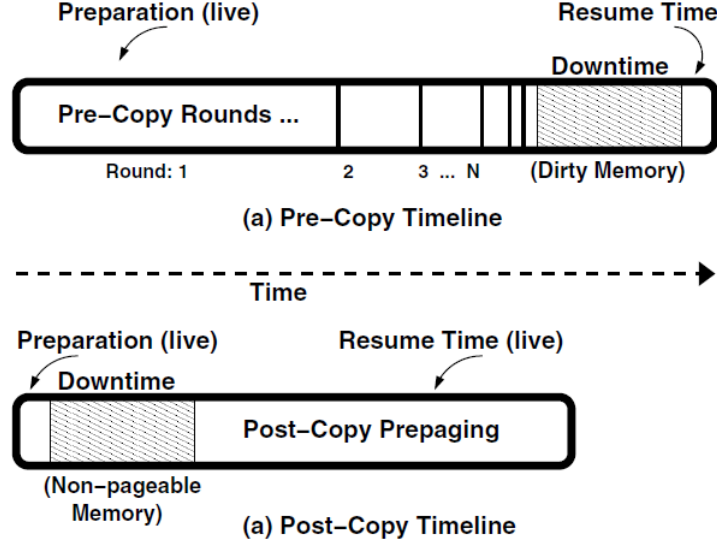 Preparation (live)
Resume Time
Downtime
Pre-Copy Rounds ...
Round: 1 2 3 ... N
(Dirty Memory)
(a) Pre-Copy Timeline
Time
Preparation (live)
Resume Time (live)
Downtime
Post-Copy Prepaging
(Non-pageable
Memory)
(a) Post-Copy Timeline